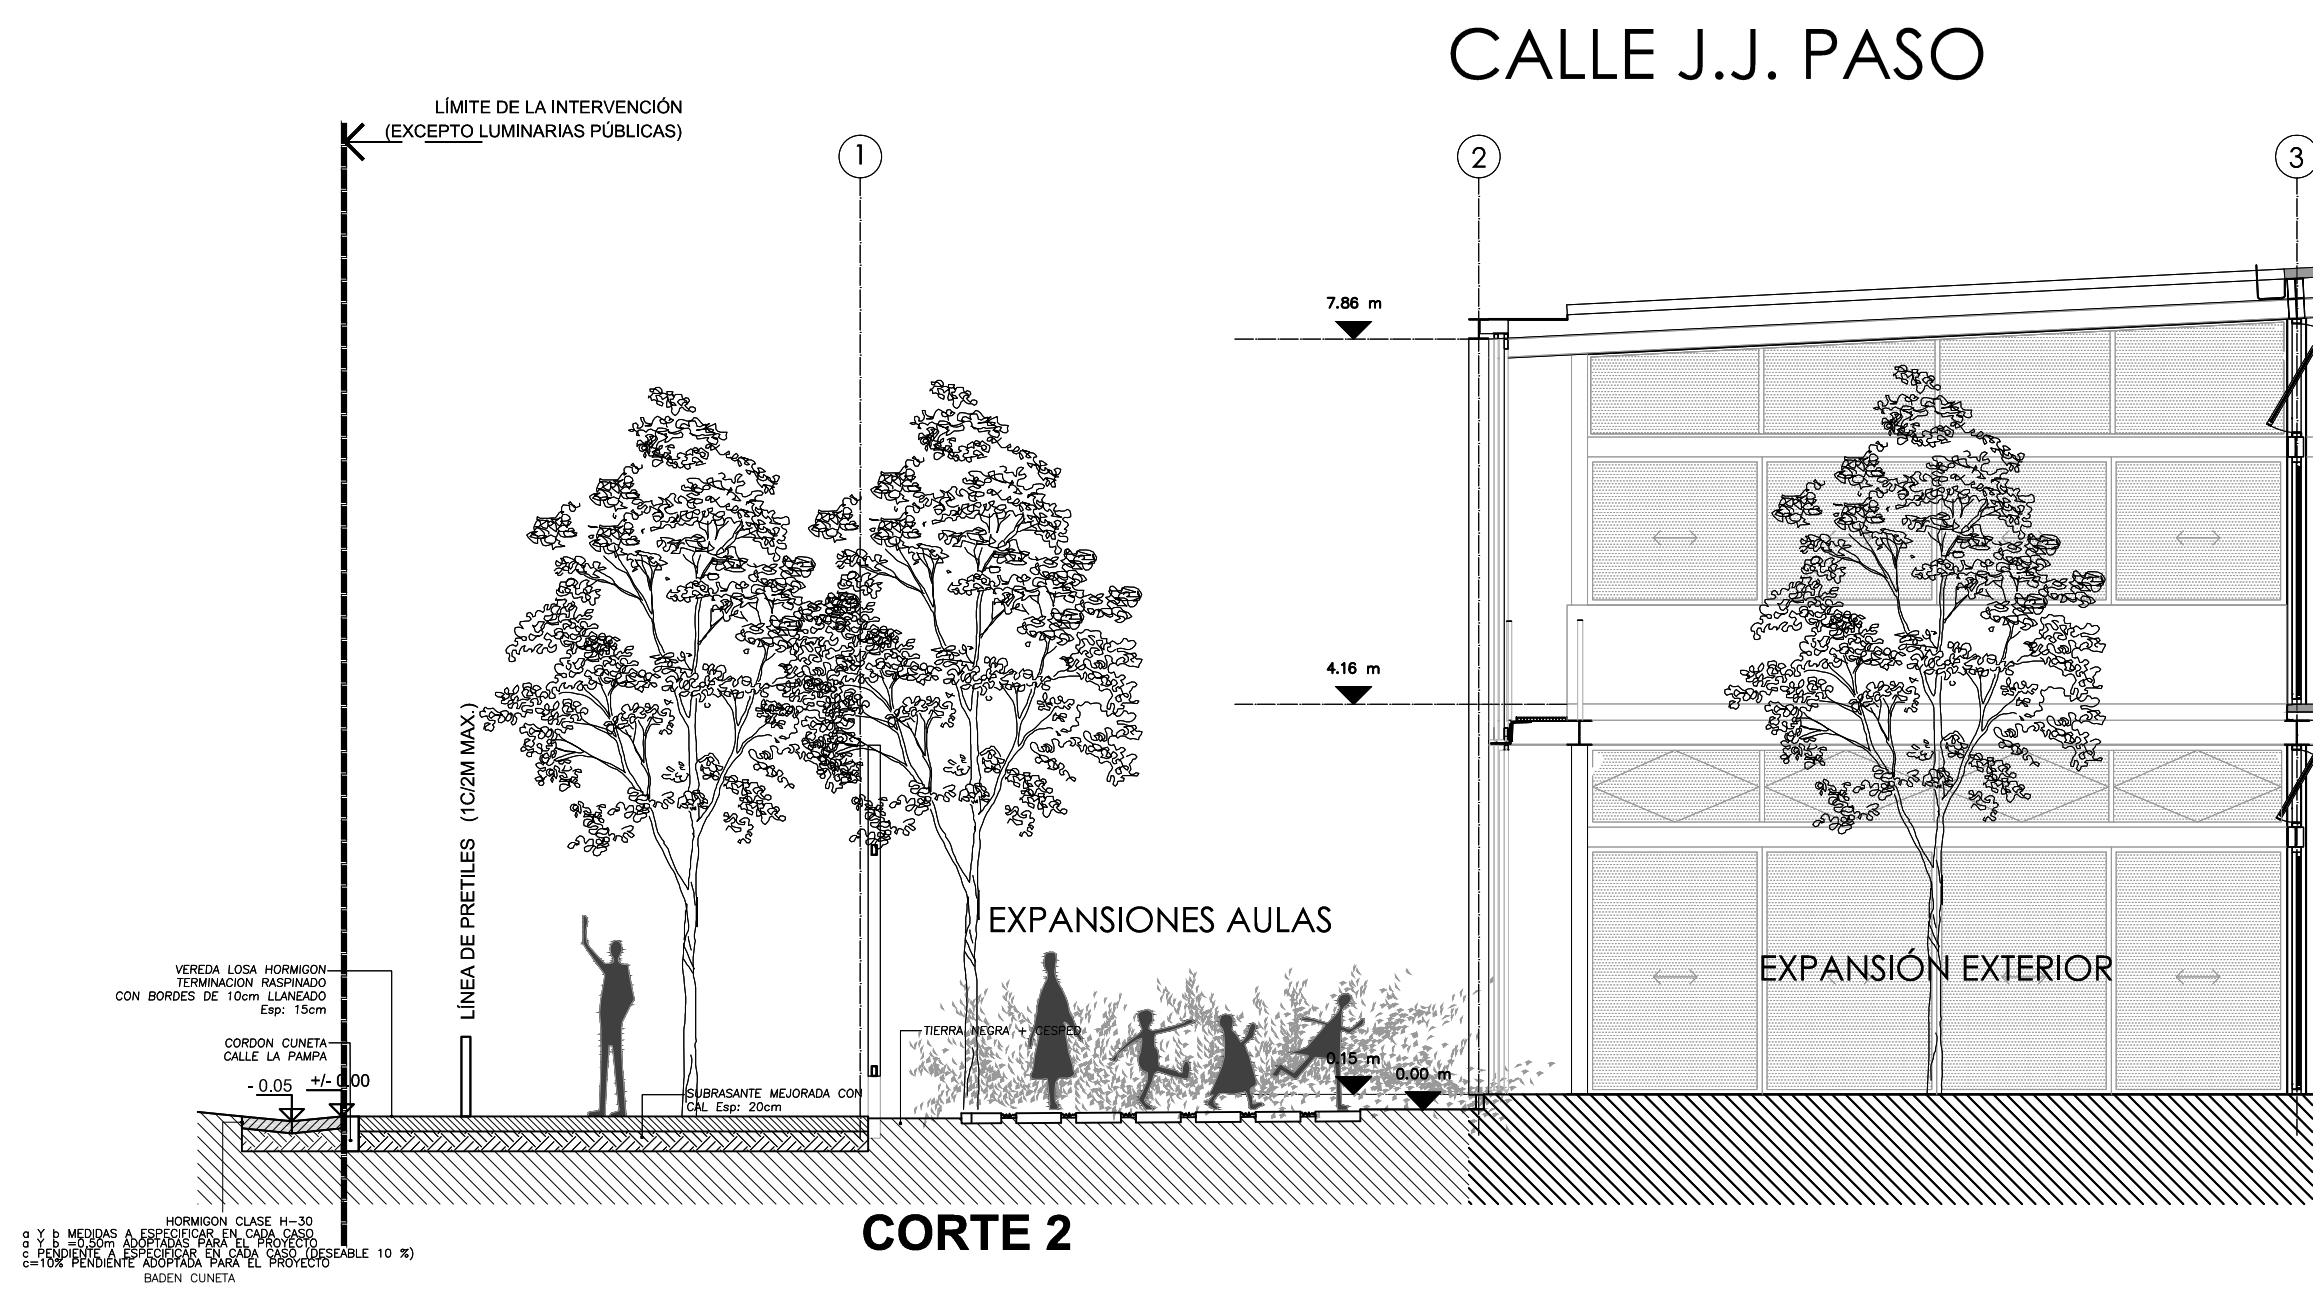 CALLE J.J. PASO
LÍMITE DE LA INTERVENCIÓN
(EXCEPTO LUMINARIAS PÚBLICAS)
1
2
3
7.86 m
4.16 m
LÍNEA DE PRETILES (1C/2M MAX.)
EXPANSIONES AULAS
EXPANSIÓN EXTERIOR
VEREDA LOSA HORMIGON
TERMINACION RASPINADO
CON BORDES DE 10cm LLANEADO
Esp: 15cm
TIERRA NEGRA + CESPED
CORDON CUNETA
CALLE LA PAMPA
0.15 m
0.00 m
- 0.05
+/- 0.00
SUBRASANTE MEJORADA CON
CAL Esp: 20cm
HORMIGON CLASE H-30
a Y b MEDIDAS A ESPECIFICAR EN CADA CASO
a Y b =0,50m ADOPTADAS PARA EL PROYECTO
c PENDIENTE A ESPECIFICAR EN CADA CASO (DESEABLE 10 %)
c=10% PENDIENTE ADOPTADA PARA EL PROYECTO
BADEN CUNETA
CORTE 2